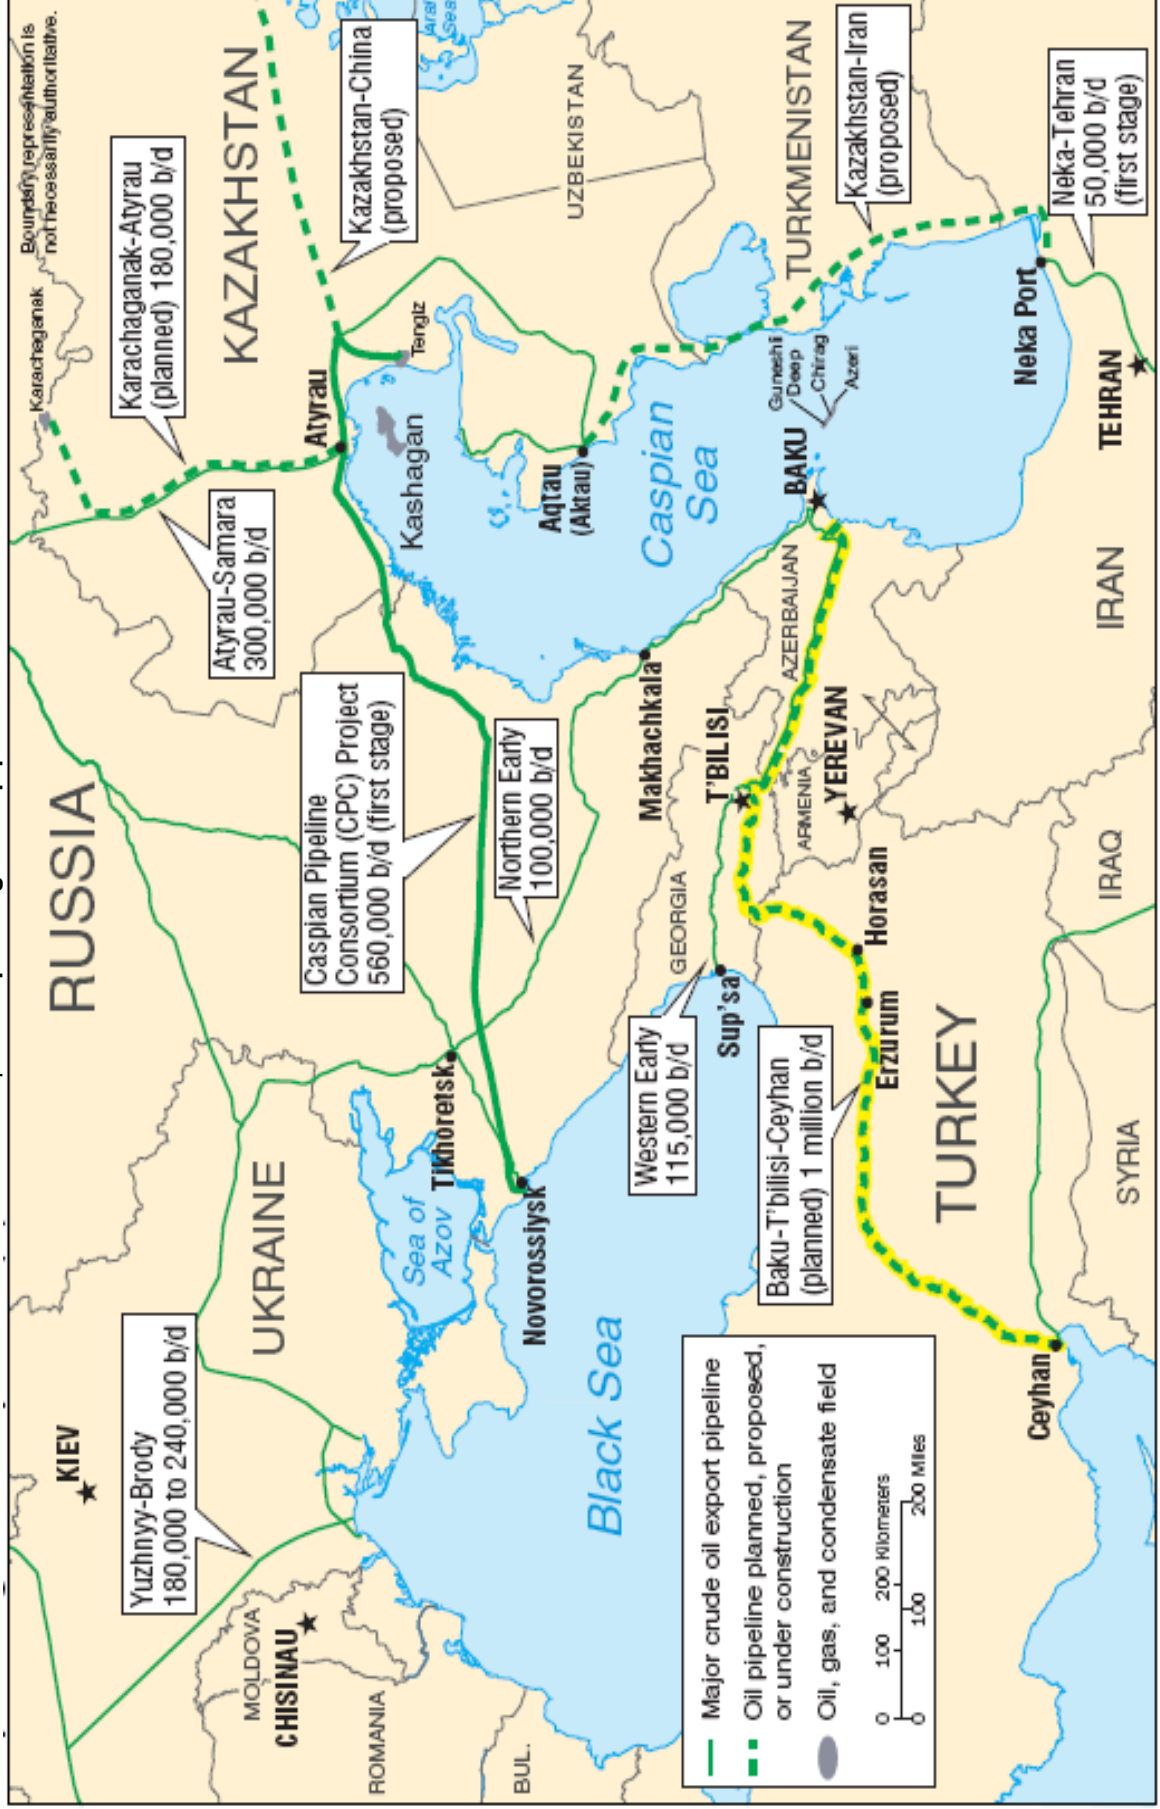 Boundary representation is
not necessarily authoritative.
RUSSIA
KAZAKHSTAN
UKRAINE
KIEV
Yuzhnyy-Brody
180,000 to 240,000 b/d
MOLDOVA
CHISINAU
ROMANIA
BUL.
Karachaganak
Karachaganak-Atyrau
(planned) 180,000 b/d
Atyrau-Samara
300,000 b/d
Atyrau
Kazakhstan-China
(proposed)
Aral
Sea
Tengiz
Kashagan
Caspian Pipeline
Consortium (CPC) Project
560,000 b/d (first stage)
Northern Early
100,000 b/d
Tikhoretsk
Sea of
Azov
Novorossiysk
Black Sea
Caspian
Sea
Aqtau
(Aktau)
UZBEKISTAN
TURKMENISTAN
Kazakhstan-Iran
(proposed)
Makhachkala
GEORGIA
T'BILISI
Sup'sa
Western Early
115,000 b/d
AZERBAIJAN
BAKU
Guneshli
Deep
Chirag
Azeri
ARMENIA
YEREVAN
Baku-T'bilisi-Ceyhan
(planned) 1 million b/d
Horasan
Erzurum
TURKEY
Ceyhan
SYRIA
IRAQ
IRAN
Neka Port
Neka-Tehran
50,000 b/d
(first stage)
TEHRAN
Major crude oil export pipeline
Oil pipeline planned, proposed,
or under construction
Oil, gas, and condensate field
0 100 200 Kilometers
0 100 200 Miles